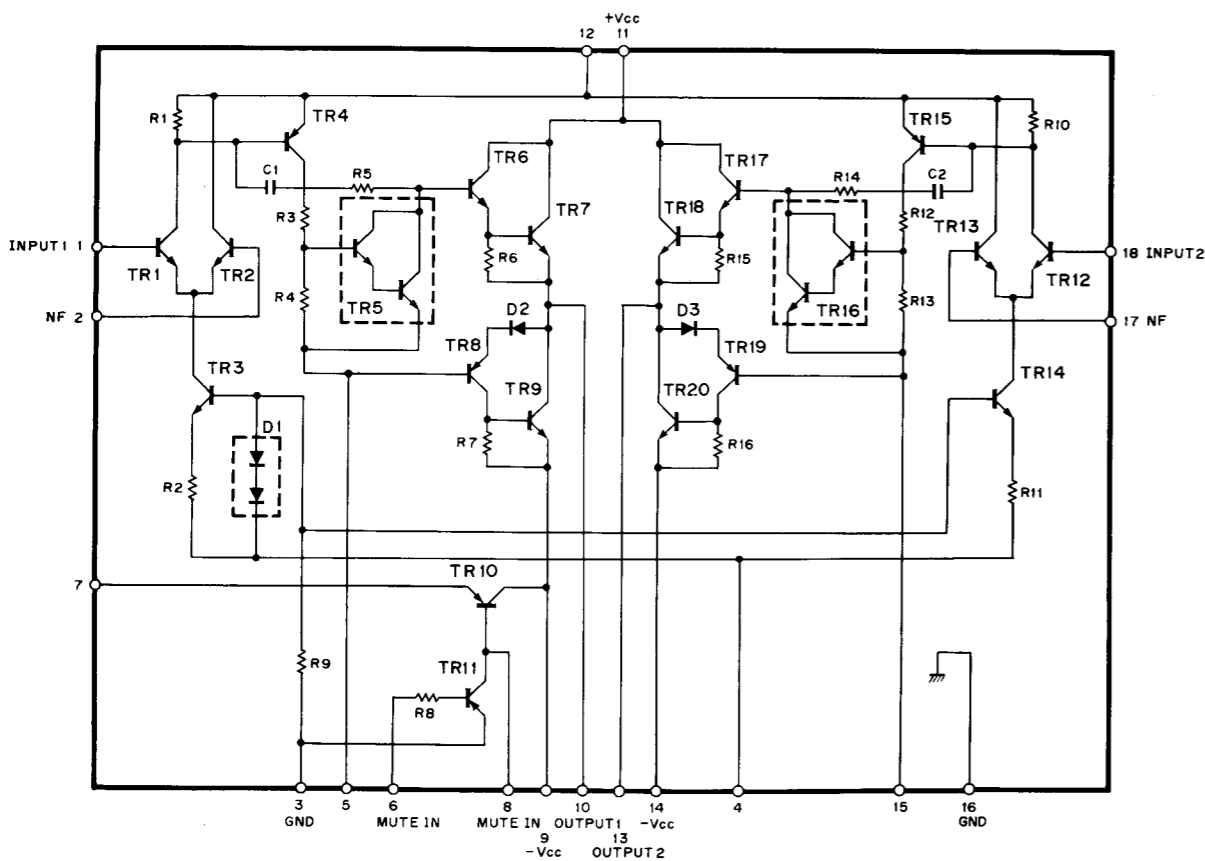 +Vcc
12 11
R1
TR4
TR15
R10
TR6
TR17
C1
R5
R14
C2
R3
TR7
TR18
R12
TR13
INPUT1 1
TR1
TR2
R6
R15
TR12
18 INPUT2
R4
TR5
TR16
R13
NF 2
D2
D3
17 NF
TR3
TR8
TR19
TR14
TR9
TR20
D1
R7
R16
R2
R11
7
TR10
R9
TR11
R8
3 5 6 8 10 14 4 15 16
GND MUTE IN MUTE IN OUTPUT1 -Vcc GND
9 13
-Vcc OUTPUT2